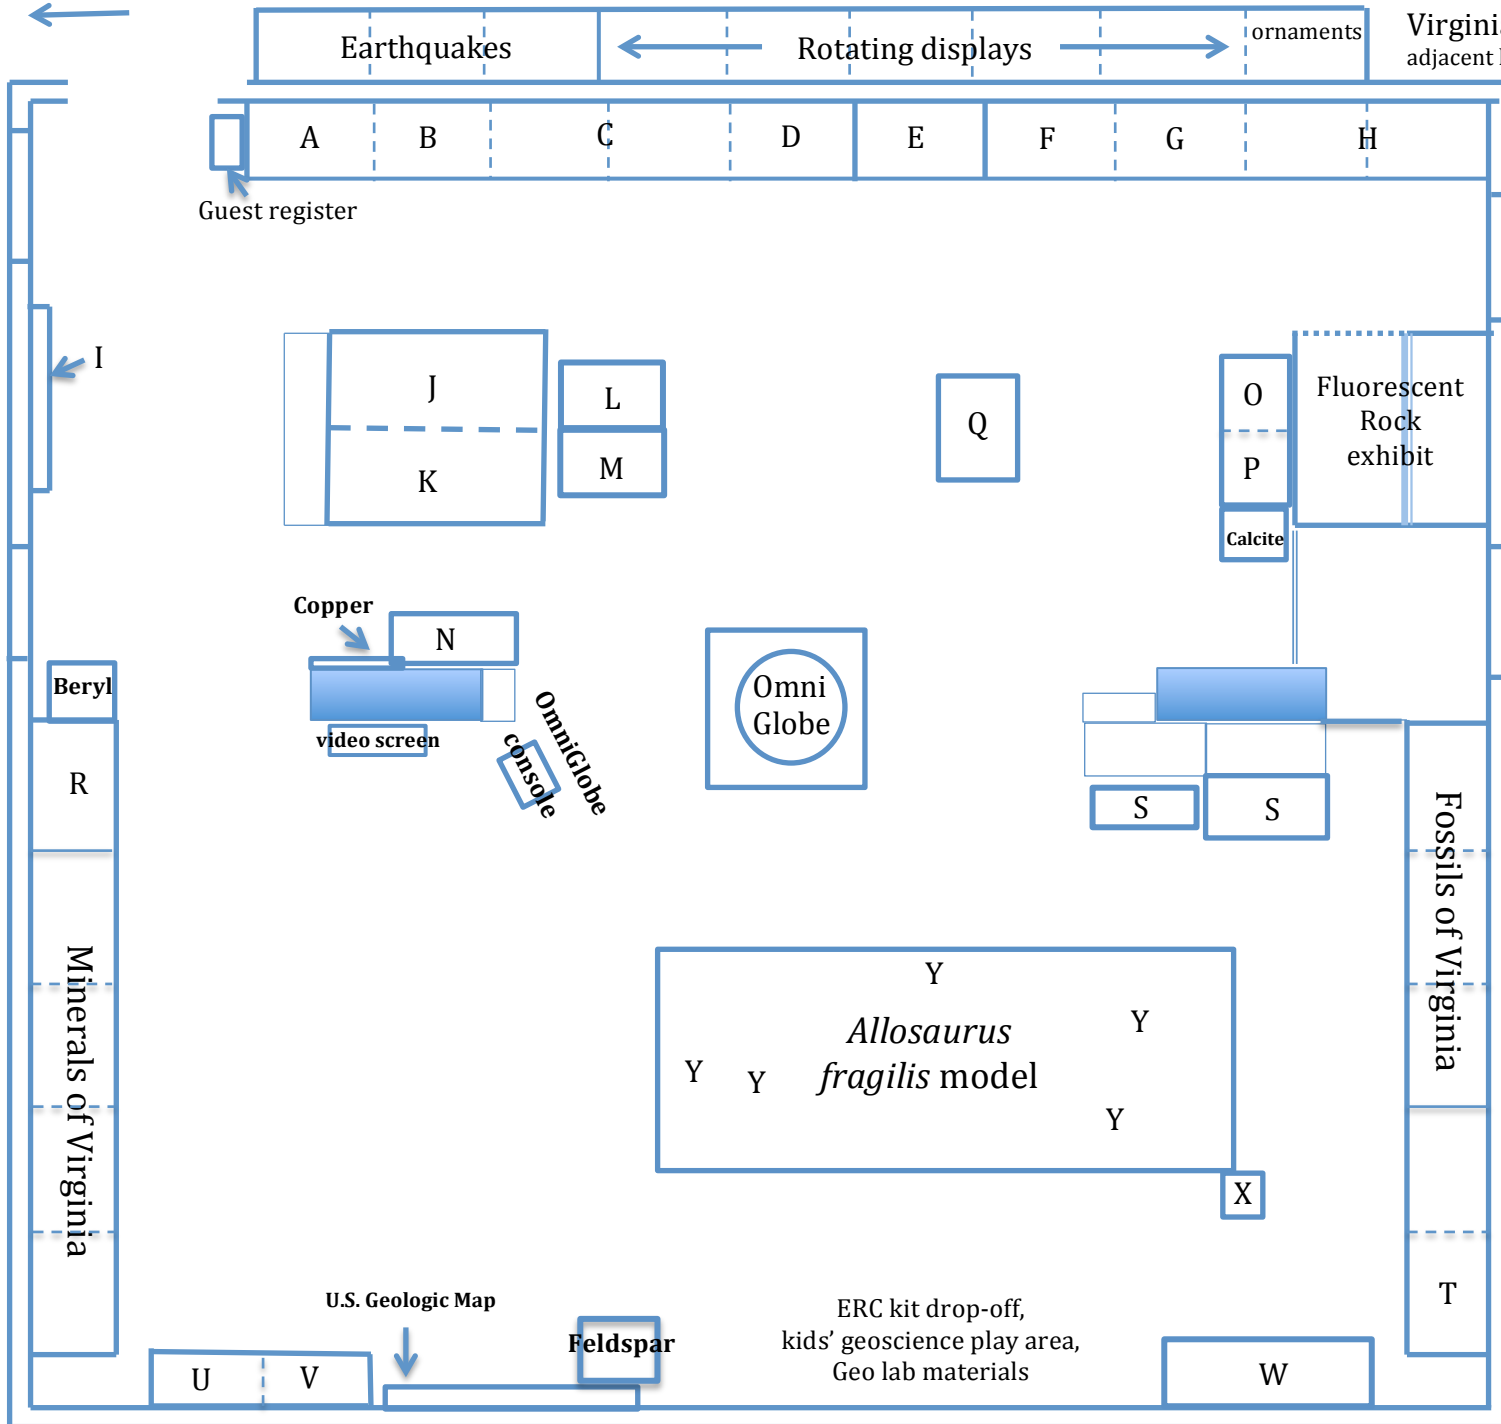 Earthquakes
Rotating displays
ornaments
Virginia
adjacent
A
B
C
D
E
F
G
H
Guest register
I
J
K
L
M
Q
O
P
Fluorescent
Rock
exhibit
Calcite
Copper
N
Beryl
video screen
OmniGlobe
console
Omni
Globe
R
S
S
Fossils of Virginia
Minerals of Virginia
Y
Y
Allosaurus
fragilis model
Y
Y
Y
X
T
U.S. Geologic Map
Feldspar
ERC kit drop-off,
kids’ geoscience play area,
Geo lab materials
U
V
W